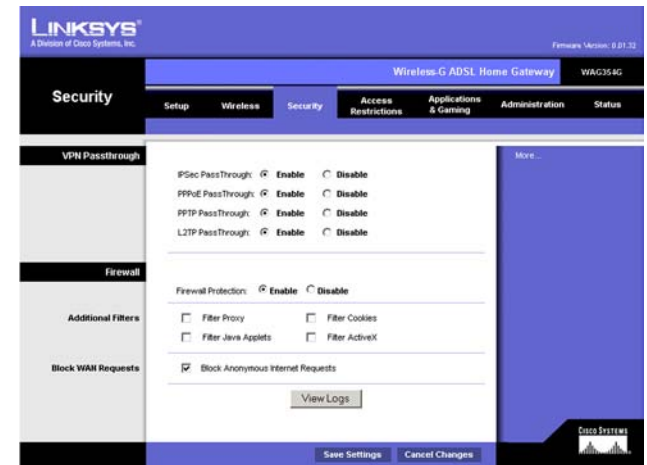 LINKSYS®
A Division of Cisco Systems, Inc.
Firmware Version: 0.01.32
Wireless-G ADSL Home Gateway WAG354G
Security
Setup Wireless Security Access Restrictions Applications & Gaming Administration Status
VPN Passthrough
More...
IPSec PassThrough: Enable Disable
PPPoE PassThrough: Enable Disable
PPTP PassThrough: Enable Disable
L2TP PassThrough: Enable Disable
Firewall
Firewall Protection: Enable Disable
Additional Filters
Filter Proxy Filter Cookies
Filter Java Applets Filter ActiveX
Block WAN Requests
Block Anonymous Internet Requests
View Logs
Save Settings Cancel Changes
CISCO SYSTEMS